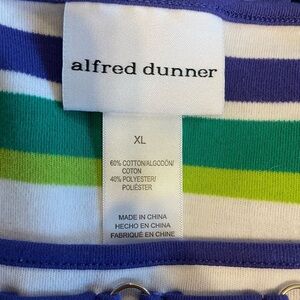 alfred dunner
XL
60% COTTON/ALGODÓN/
COTON
40% POLYESTER/
POLIÉSTER
MADE IN CHINA
HECHO EN CHINA
FABRIQUÉ EN CHINE